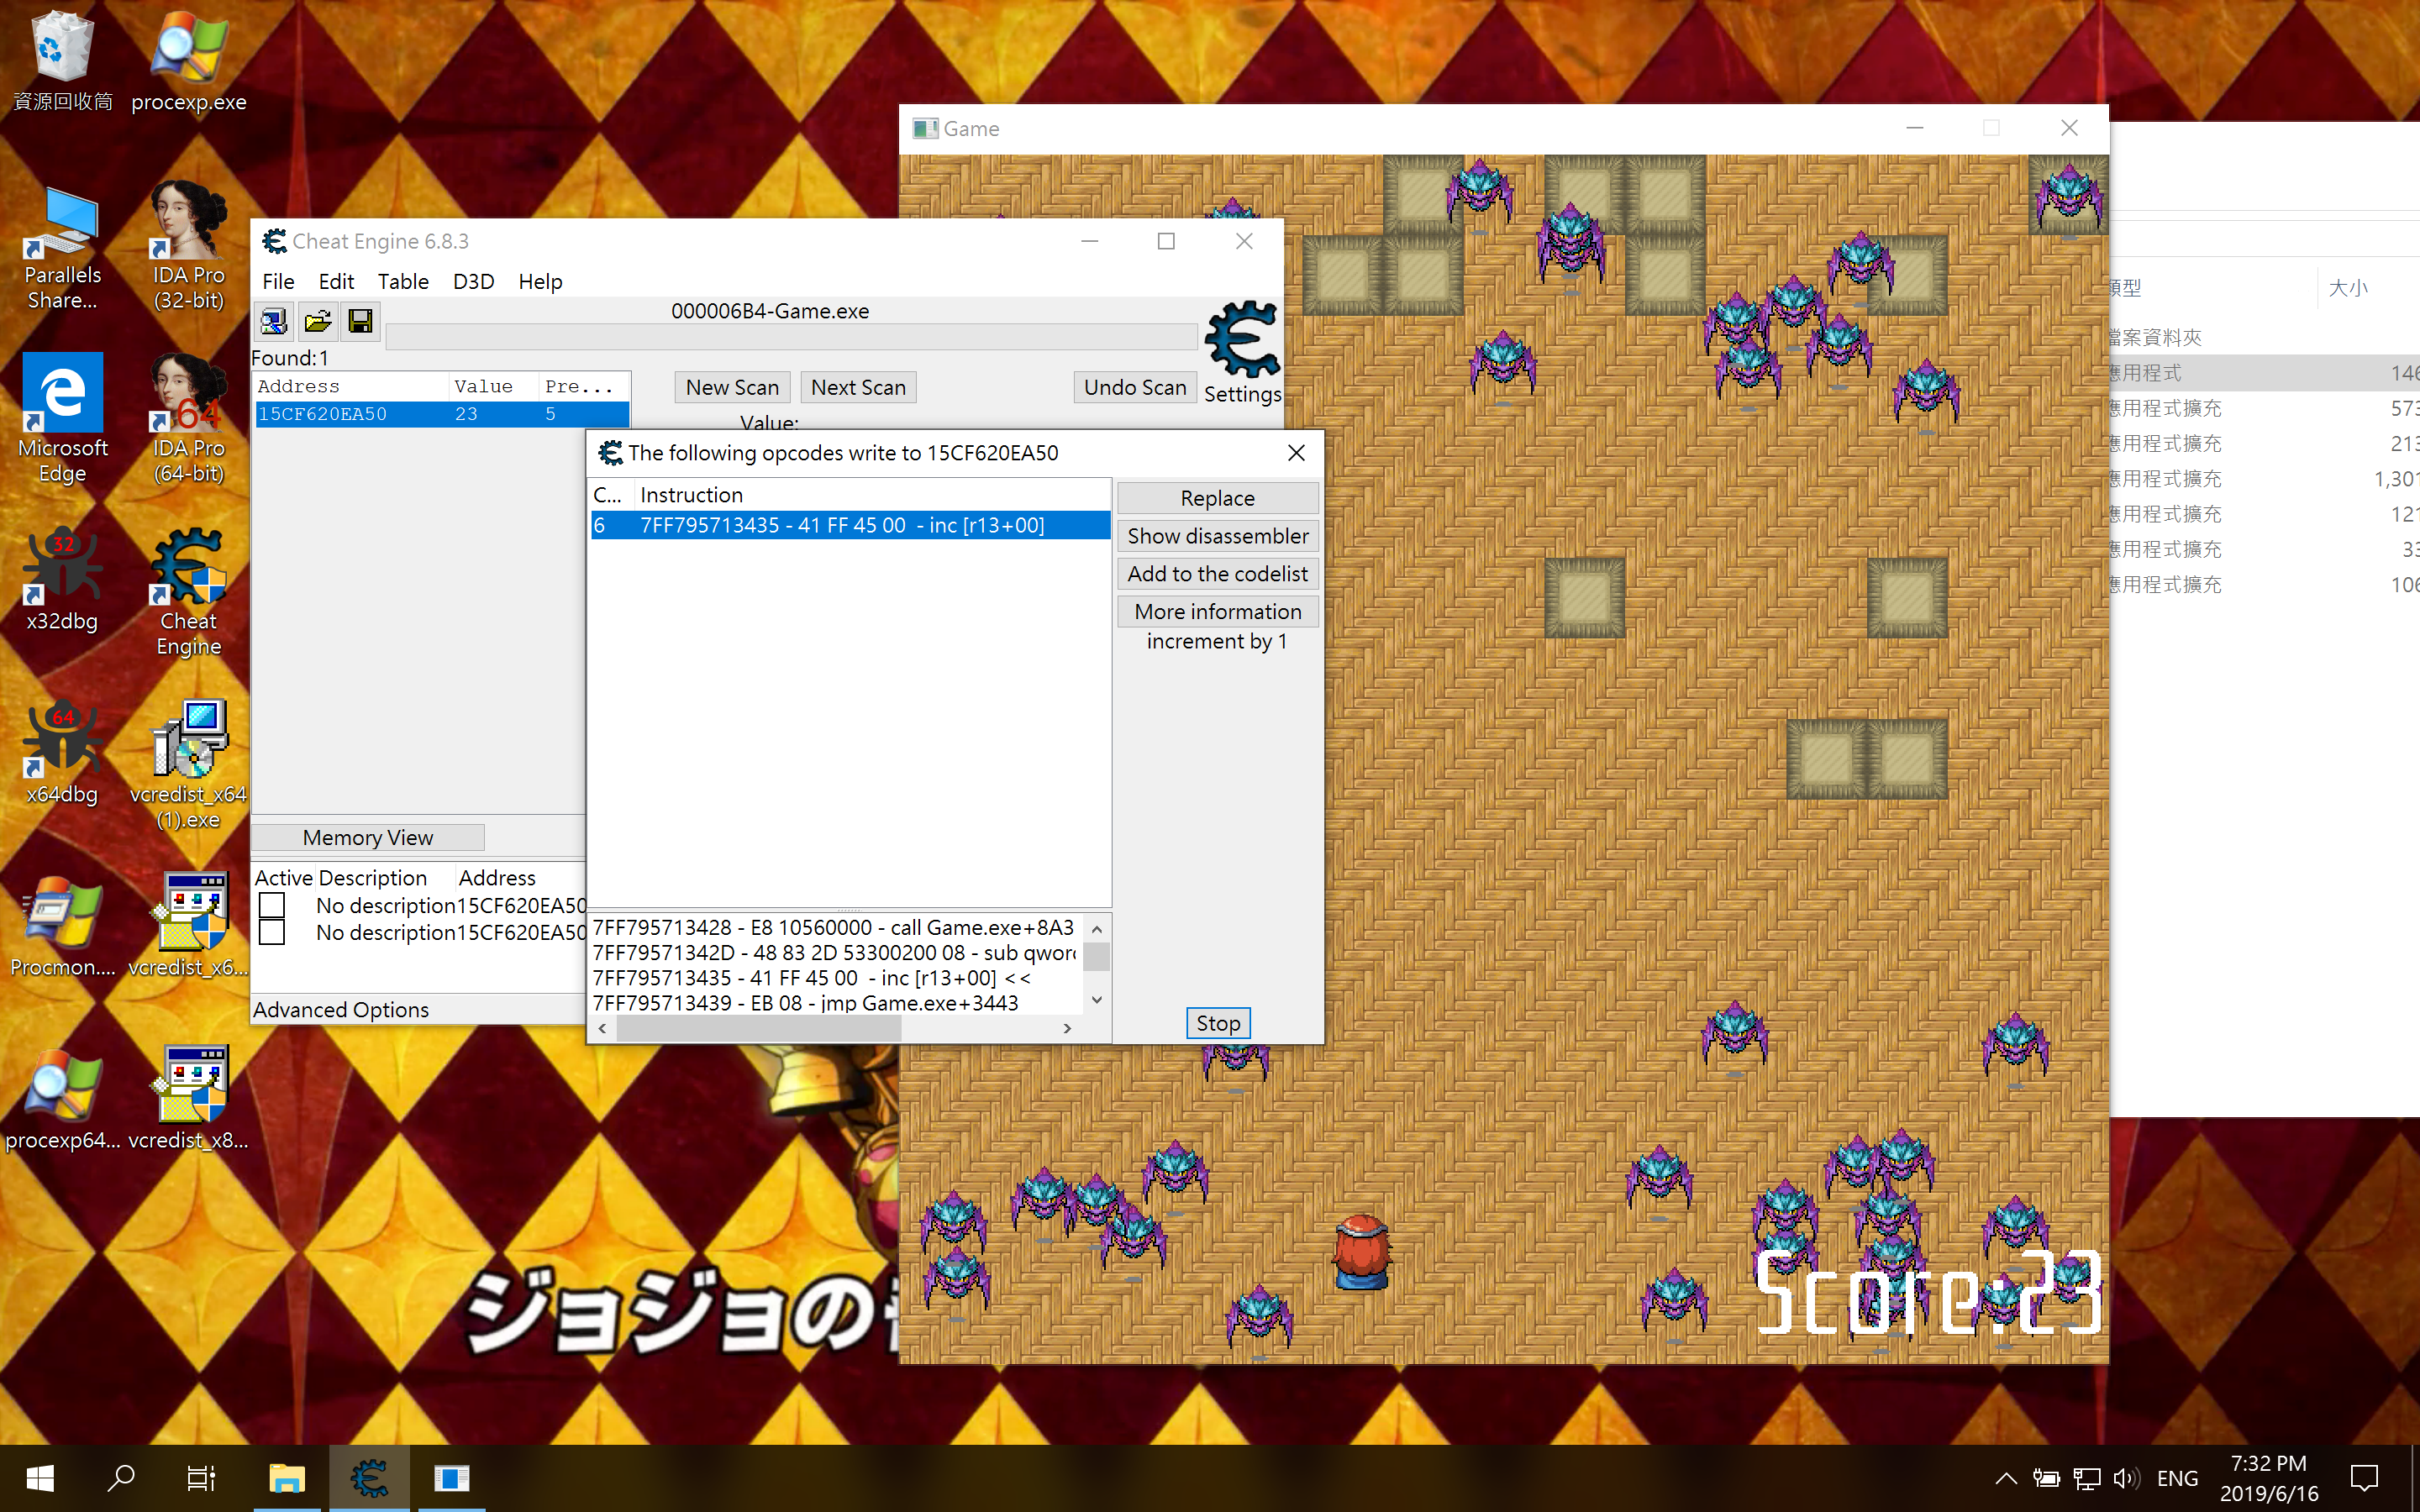 資源回收筒
procexp.exe
Parallels
Share...
IDA Pro
(32-bit)
Microsoft
Edge
64
IDA Pro
(64-bit)
32
x32dbg
Cheat
Engine
64
x64dbg
vcredist_x64
(1).exe
Procmon....
vcredist_x6...
procexp64...
vcredist_x8...
Cheat Engine 6.8.3
File Edit Table D3D Help
000006B4-Game.exe
Found:1
Address Value Pre...
15CF620EA50 23 5
New Scan Next Scan Undo Scan
Settings
Value:
Memory View
Active Description Address
No description 15CF620EA50
No description 15CF620EA50
Advanced Options
The following opcodes write to 15CF620EA50
C... Instruction
6 7FF795713435 - 41 FF 45 00 - inc [r13+00]
Replace
Show disassembler
Add to the codelist
More information
increment by 1
7FF795713428 - E8 10560000 - call Game.exe+8A3
7FF79571342D - 48 83 2D 53300200 08 - sub qword
7FF795713435 - 41 FF 45 00 - inc [r13+00] <<
7FF795713439 - EB 08 - jmp Game.exe+3443
Stop
Game
Score:23
類型 大小
檔案資料夾
應用程式 146
應用程式擴充 573
應用程式擴充 213
應用程式擴充 1,301
應用程式擴充 121
應用程式擴充 33
應用程式擴充 106
ジョジョの
ENG
7:32 PM
2019/6/16